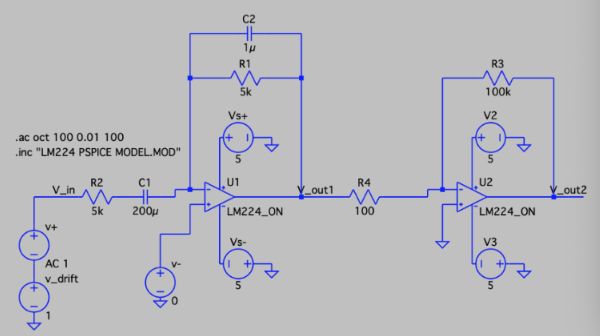 C2
1µ
R1
5k
R3
100k
.ac oct 100 0.01 100
.inc "LM224 PSPICE MODEL.MOD"
Vs+
5
V2
5
V_in
R2
5k
C1
200µ
U1
LM224_ON
V_out1
R4
100
U2
LM224_ON
V_out2
v+
AC 1
v_drift
1
v-
0
Vs-
5
V3
5